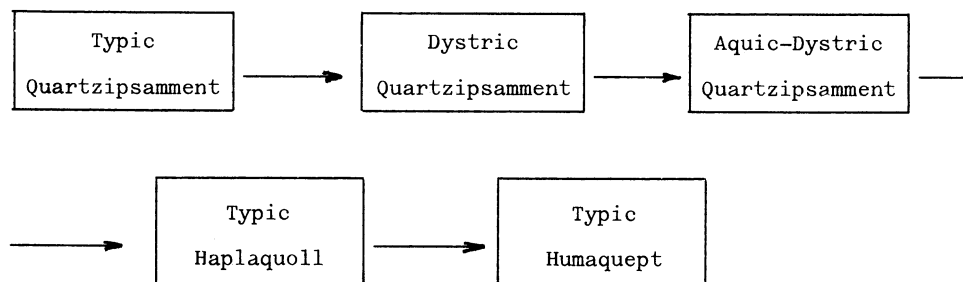 Typic
Quartzipsamment
Dystric
Quartzipsamment
Aquic-Dystric
Quartzipsamment
Typic
Haplaquoll
Typic
Humaquept